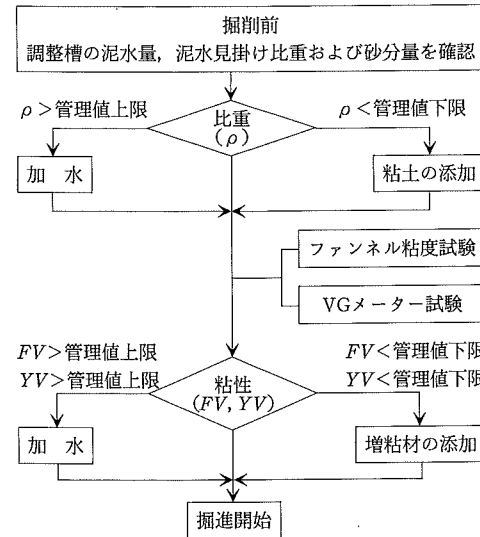 掘削前
調整槽の泥水量，泥水見掛け比重および砂分量を確認
ρ＞管理値上限
ρ＜管理値下限
比重
(ρ)
加　水
粘土の添加
ファンネル粘度試験
VGメーター試験
FV＞管理値上限
YV＞管理値上限
FV＜管理値下限
YV＜管理値下限
粘性
(FV, YV)
加　水
増粘材の添加
掘進開始